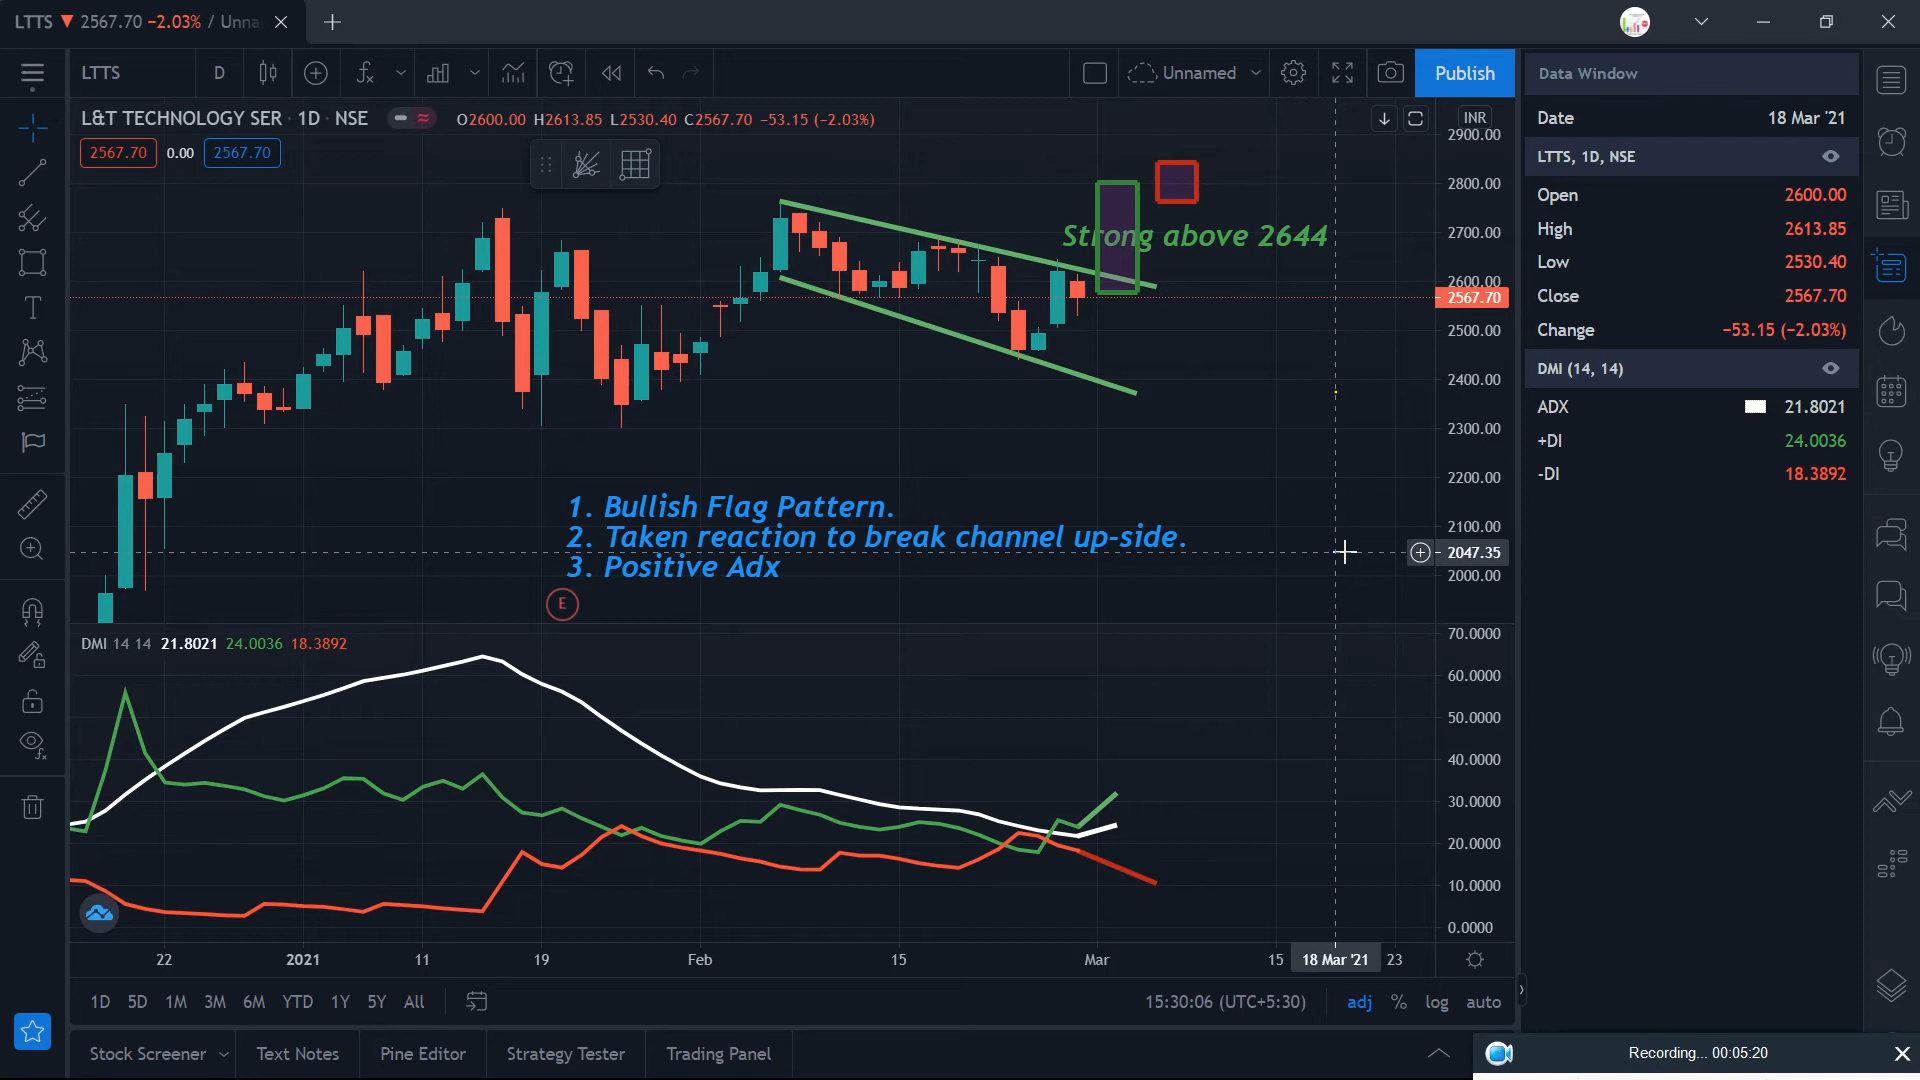 LTTS ▼ 2567.70 −2.03% / Unna
LTTS D Unnamed Publish
L&T TECHNOLOGY SER · 1D · NSE O2600.00 H2613.85 L2530.40 C2567.70 −53.15 (−2.03%)
2567.70 0.00 2567.70
INR
2900.00
2800.00
2700.00
2600.00
2567.70
2500.00
2400.00
2300.00
2200.00
2100.00
2047.35
2000.00
Strong above 2644
1. Bullish Flag Pattern.
2. Taken reaction to break channel up-side.
3. Positive Adx
E
DMI 14 14 21.8021 24.0036 18.3892
70.0000
60.0000
50.0000
40.0000
30.0000
20.0000
10.0000
0.0000
22 2021 11 19 Feb 15 Mar 15 18 Mar '21 23
1D 5D 1M 3M 6M YTD 1Y 5Y All 15:30:06 (UTC+5:30) adj % log auto
Stock Screener Text Notes Pine Editor Strategy Tester Trading Panel
Data Window
Date 18 Mar '21
LTTS, 1D, NSE
Open 2600.00
High 2613.85
Low 2530.40
Close 2567.70
Change −53.15 (−2.03%)
DMI (14, 14)
ADX 21.8021
+DI 24.0036
-DI 18.3892
Recording... 00:05:20